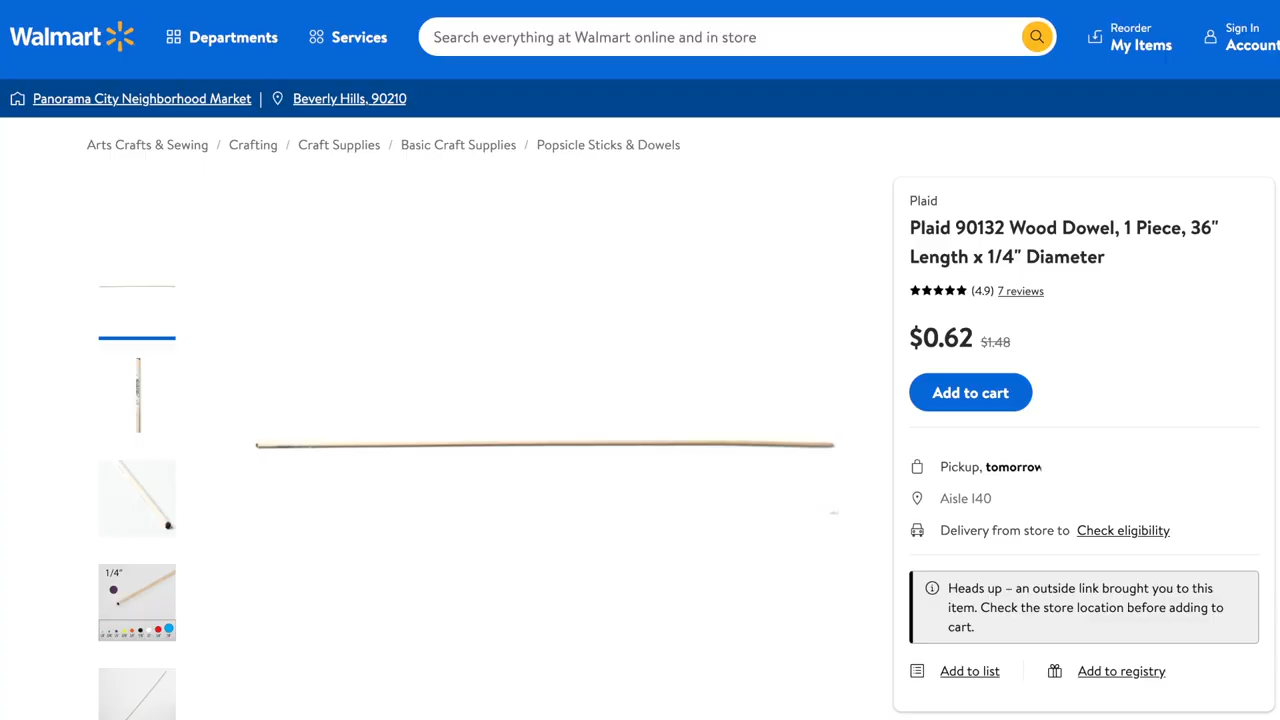 Walmart
Departments
Services
Search everything at Walmart online and in store
Reorder
My Items
Sign In
Account
Panorama City Neighborhood Market | Beverly Hills, 90210
Arts Crafts & Sewing / Crafting / Craft Supplies / Basic Craft Supplies / Popsicle Sticks & Dowels
Plaid
Plaid 90132 Wood Dowel, 1 Piece, 36"
Length x 1/4" Diameter
(4.9) 7 reviews
$0.62 $1.48
Add to cart
Pickup, tomorrow
Aisle I40
Delivery from store to Check eligibility
Heads up – an outside link brought you to this
item. Check the store location before adding to
cart.
Add to list
Add to registry
1/4"